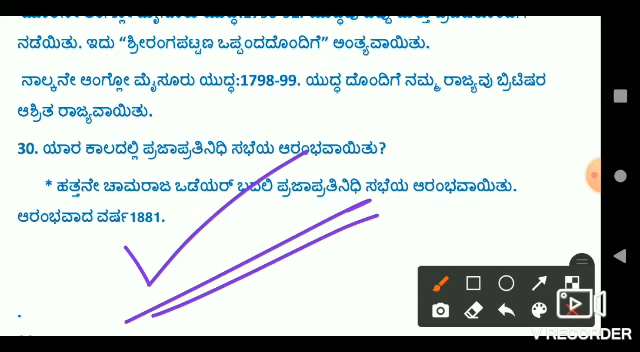 ನಡೆಯಿತು. ಇದು “ಶ್ರೀರಂಗಪಟ್ಟಣ ಒಪ್ಪಂದದೊಂದಿಗೆ” ಅಂತ್ಯವಾಯಿತು.
ನಾಲ್ಕನೇ ಆಂಗ್ಲೋ ಮೈಸೂರು ಯುದ್ಧ:1798-99. ಯುದ್ಧ ದೊಂದಿಗೆ ನಮ್ಮ ರಾಜ್ಯವು ಬ್ರಿಟಿಷರ
ಆಶ್ರಿತ ರಾಜ್ಯವಾಯಿತು.
30. ಯಾರ ಕಾಲದಲ್ಲಿ ಪ್ರಜಾಪ್ರತಿನಿಧಿ ಸಭೆಯ ಆರಂಭವಾಯಿತು?
* ಹತ್ತನೇ ಚಾಮರಾಜ ಒಡೆಯರ್ ಬದಲಿ ಪ್ರಜಾಪ್ರತಿನಿಧಿ ಸಭೆಯ ಆರಂಭವಾಯಿತು.
ಆರಂಭವಾದ ವರ್ಷ1881.
V RECORDER